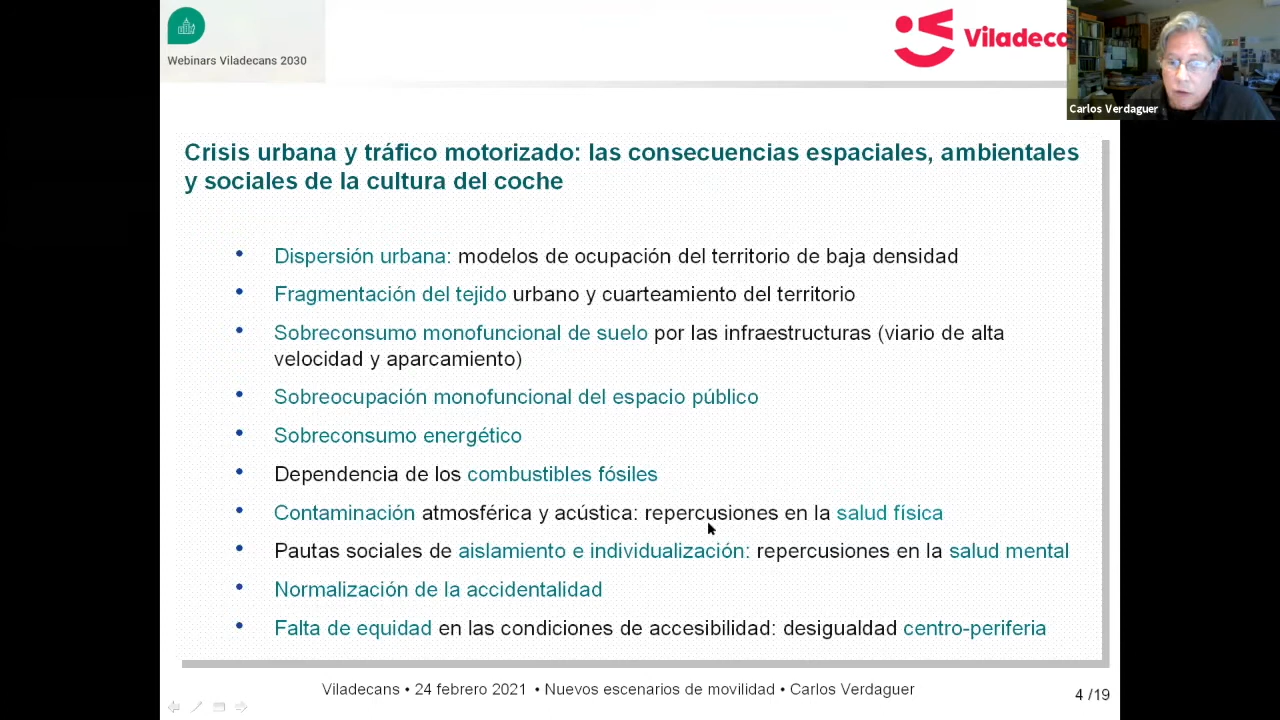 Webinars Viladecans 2030
Viladeca
Carlos Verdaguer
Crisis urbana y tráfico motorizado: las consecuencias espaciales, ambientales
y sociales de la cultura del coche
• Dispersión urbana: modelos de ocupación del territorio de baja densidad
• Fragmentación del tejido urbano y cuarteamiento del territorio
• Sobreconsumo monofuncional de suelo por las infraestructuras (viario de alta
velocidad y aparcamiento)
• Sobreocupación monofuncional del espacio público
• Sobreconsumo energético
• Dependencia de los combustibles fósiles
• Contaminación atmosférica y acústica: repercusiones en la salud física
• Pautas sociales de aislamiento e individualización: repercusiones en la salud mental
• Normalización de la accidentalidad
• Falta de equidad en las condiciones de accesibilidad: desigualdad centro-periferia
Viladecans • 24 febrero 2021 • Nuevos escenarios de movilidad • Carlos Verdaguer
4 /19